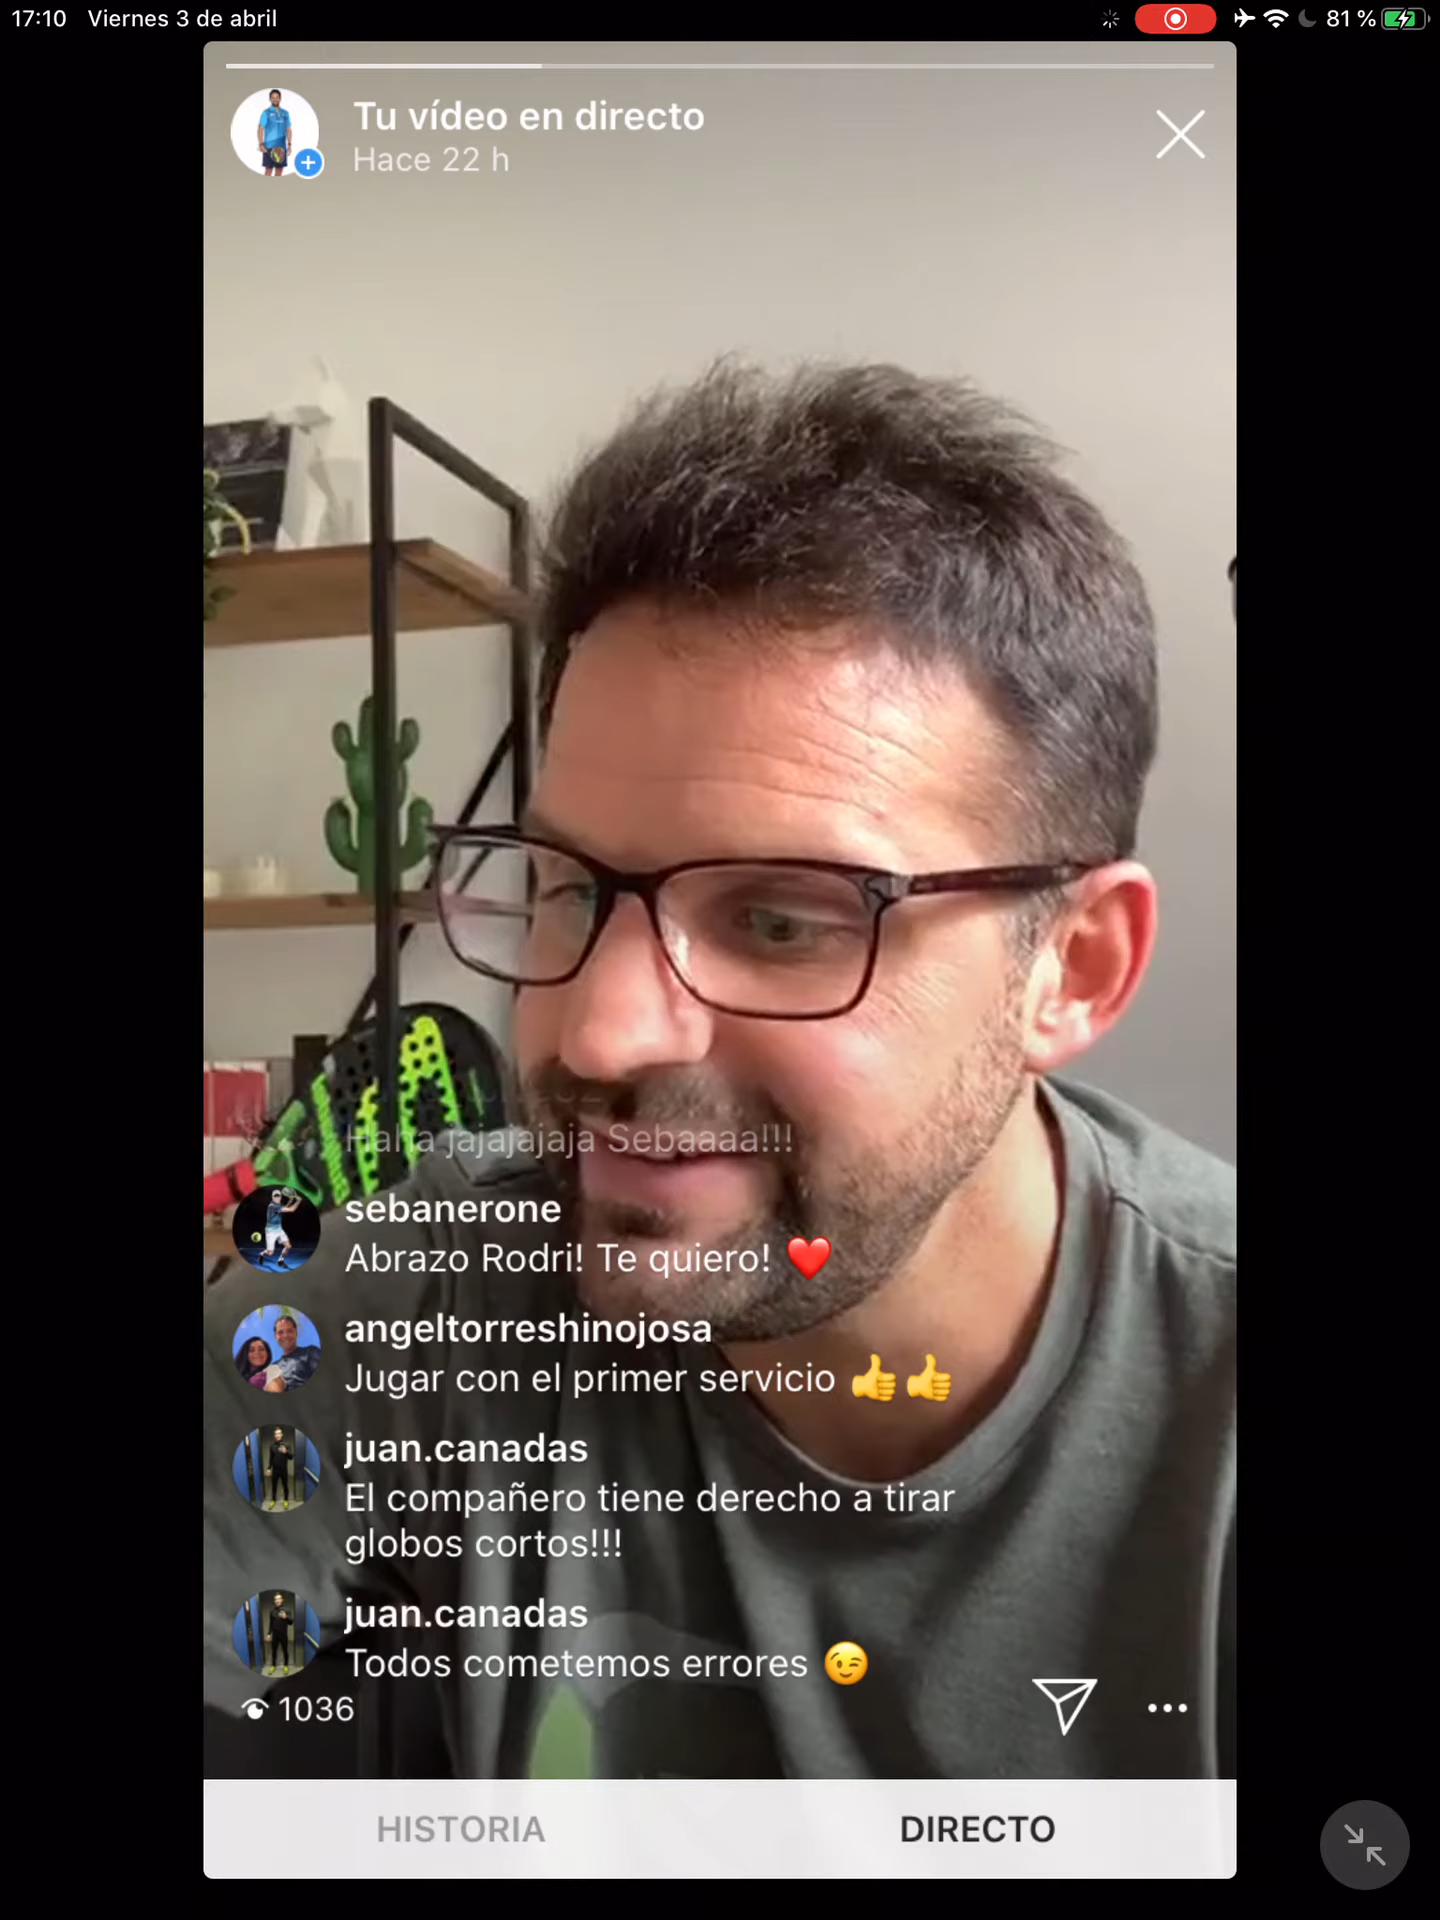 17:10 Viernes 3 de abril
81 %
Tu vídeo en directo
Hace 22 h
Haha jajajajaja Sebaaaa!!!
sebanerone
Abrazo Rodri! Te quiero! ❤️
angeltorreshinojosa
Jugar con el primer servicio 👍👍
juan.canadas
El compañero tiene derecho a tirar
globos cortos!!!
juan.canadas
Todos cometemos errores 😉
1036
HISTORIA
DIRECTO